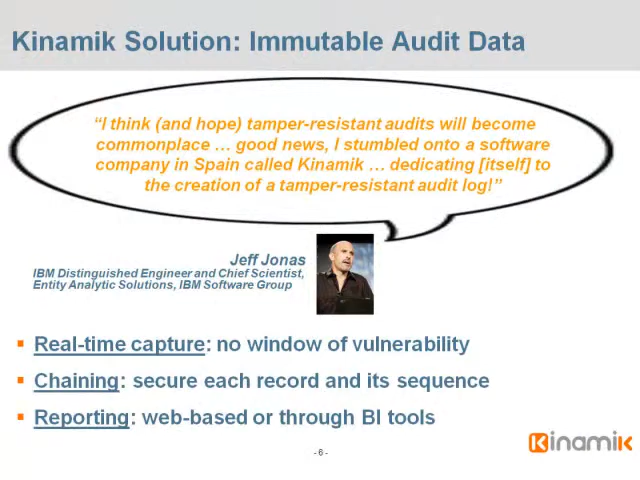 Kinamik Solution: Immutable Audit Data
“I think (and hope) tamper-resistant audits will become
commonplace … good news, I stumbled onto a software
company in Spain called Kinamik … dedicating [itself] to
the creation of a tamper-resistant audit log!”
Jeff Jonas
IBM Distinguished Engineer and Chief Scientist,
Entity Analytic Solutions, IBM Software Group
▪ Real-time capture: no window of vulnerability
▪ Chaining: secure each record and its sequence
▪ Reporting: web-based or through BI tools
Kinamik
- 6 -